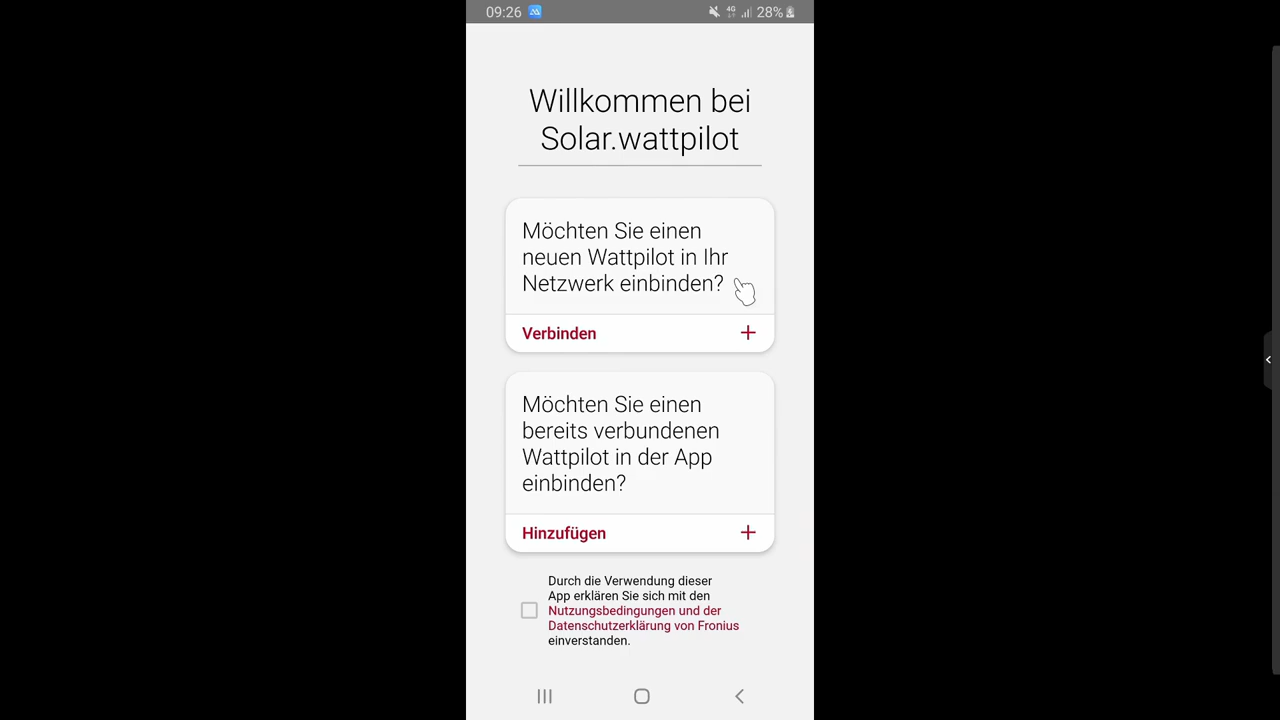 09:26
4G
28%
Willkommen bei
Solar.wattpilot
Möchten Sie einen
neuen Wattpilot in Ihr
Netzwerk einbinden?
Verbinden
Möchten Sie einen
bereits verbundenen
Wattpilot in der App
einbinden?
Hinzufügen
Durch die Verwendung dieser
App erklären Sie sich mit den
Nutzungsbedingungen und der
Datenschutzerklärung von Fronius
einverstanden.